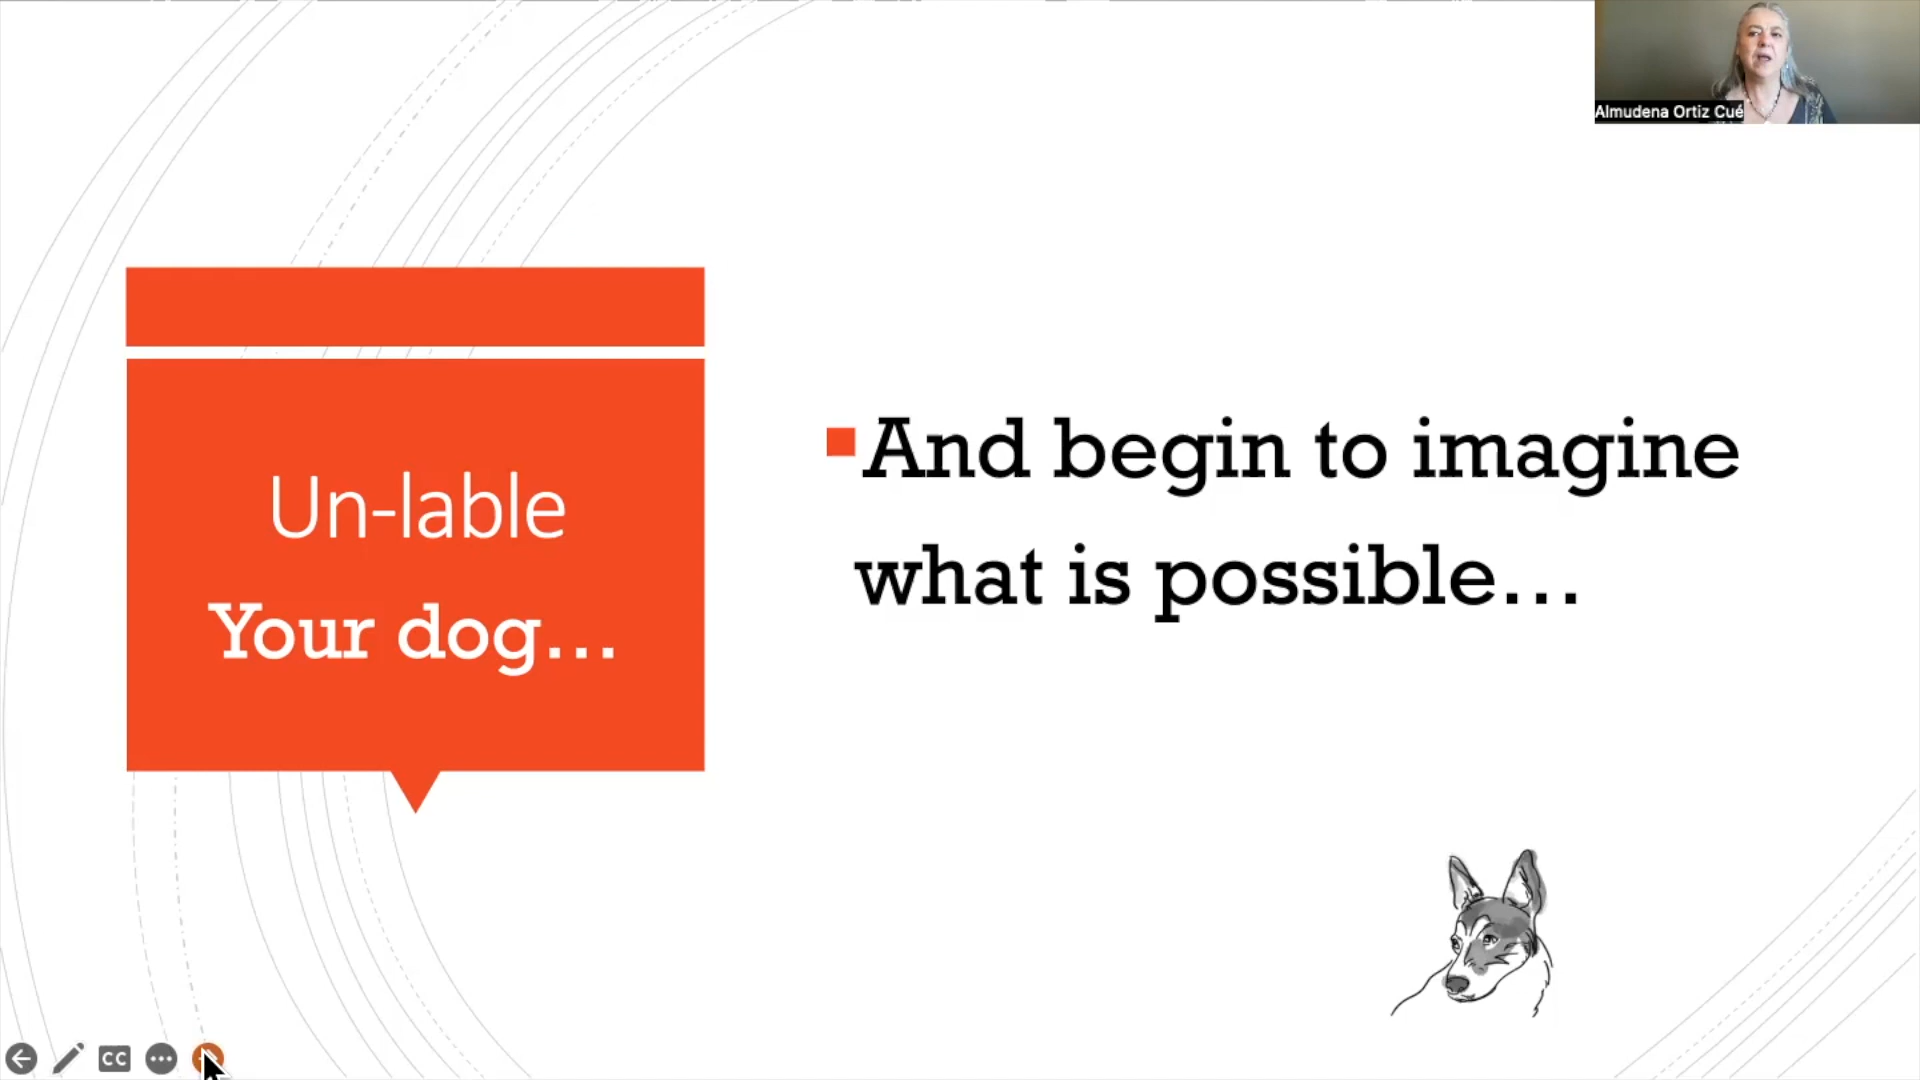 Almudena Ortiz Cué
Un-lable
Your dog...
And begin to imagine
what is possible...
CC